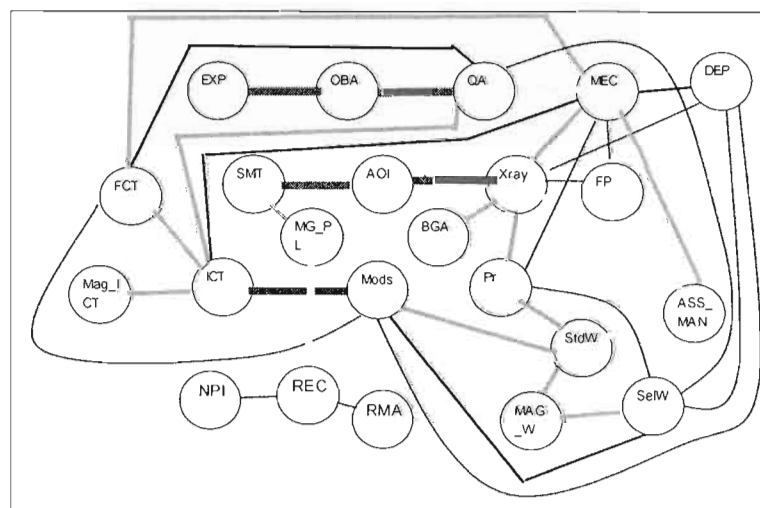 EXP
OBA
QA
MEC
DEP
FCT
SMT
AOI
Xray
FP
MG_P
L
BGA
Mag_I
CT
ICT
Mods
Pr
ASS_
MAN
StdW
NPI
REC
RMA
MAG
_W
SelW